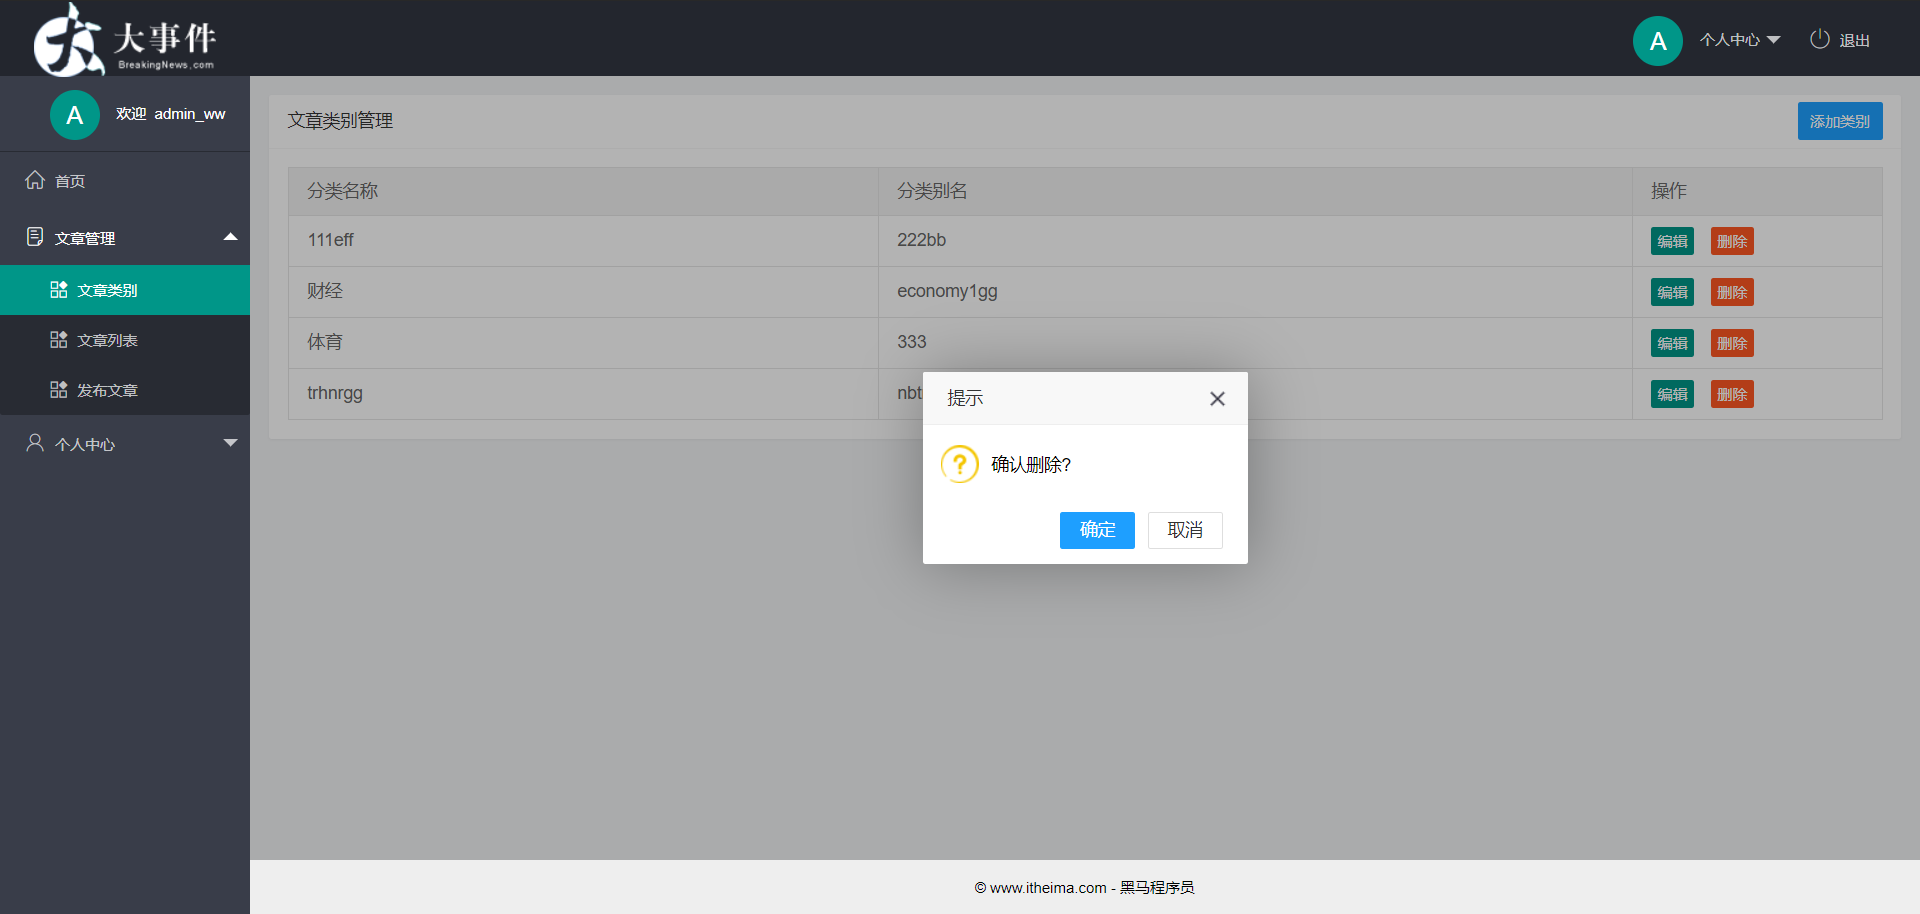 大事件
BreakingNews.com
A 个人中心 退出
A 欢迎 admin_ww
首页
文章管理
文章类别
文章列表
发布文章
个人中心
文章类别管理 添加类别
分类名称 分类别名 操作
111eff 222bb 编辑 删除
财经 economy1gg 编辑 删除
体育 333 编辑 删除
trhnrgg 编辑 删除
提示
确认删除?
确定 取消
© www.itheima.com - 黑马程序员